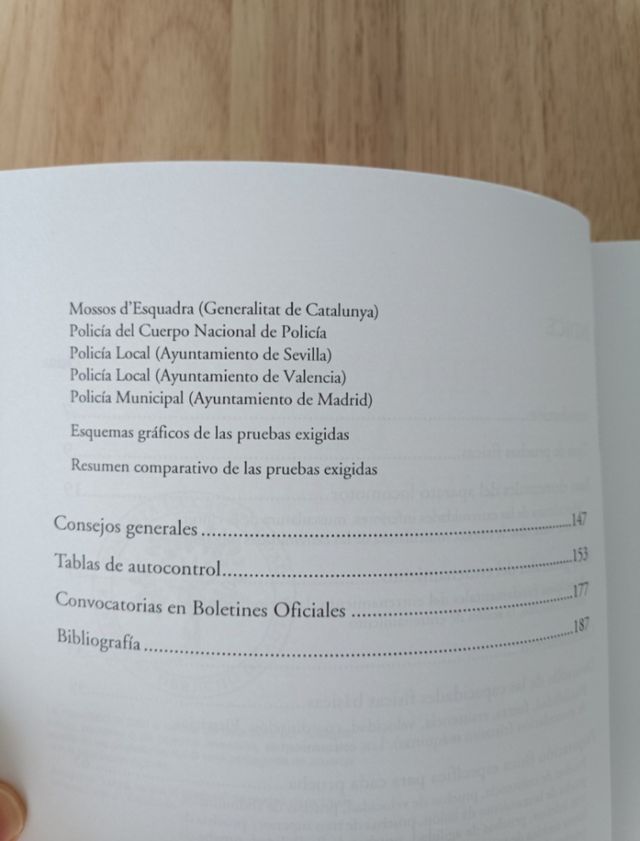 Mossos d'Esquadra (Generalitat de Catalunya)
Policía del Cuerpo Nacional de Policía
Policía Local (Ayuntamiento de Sevilla)
Policía Local (Ayuntamiento de Valencia)
Policía Municipal (Ayuntamiento de Madrid)
Esquemas gráficos de las pruebas exigidas
Resumen comparativo de las pruebas exigidas
Consejos generales ........ 147
Tablas de autocontrol ........ 153
Convocatorias en Boletines Oficiales ........ 177
Bibliografía ........ 187